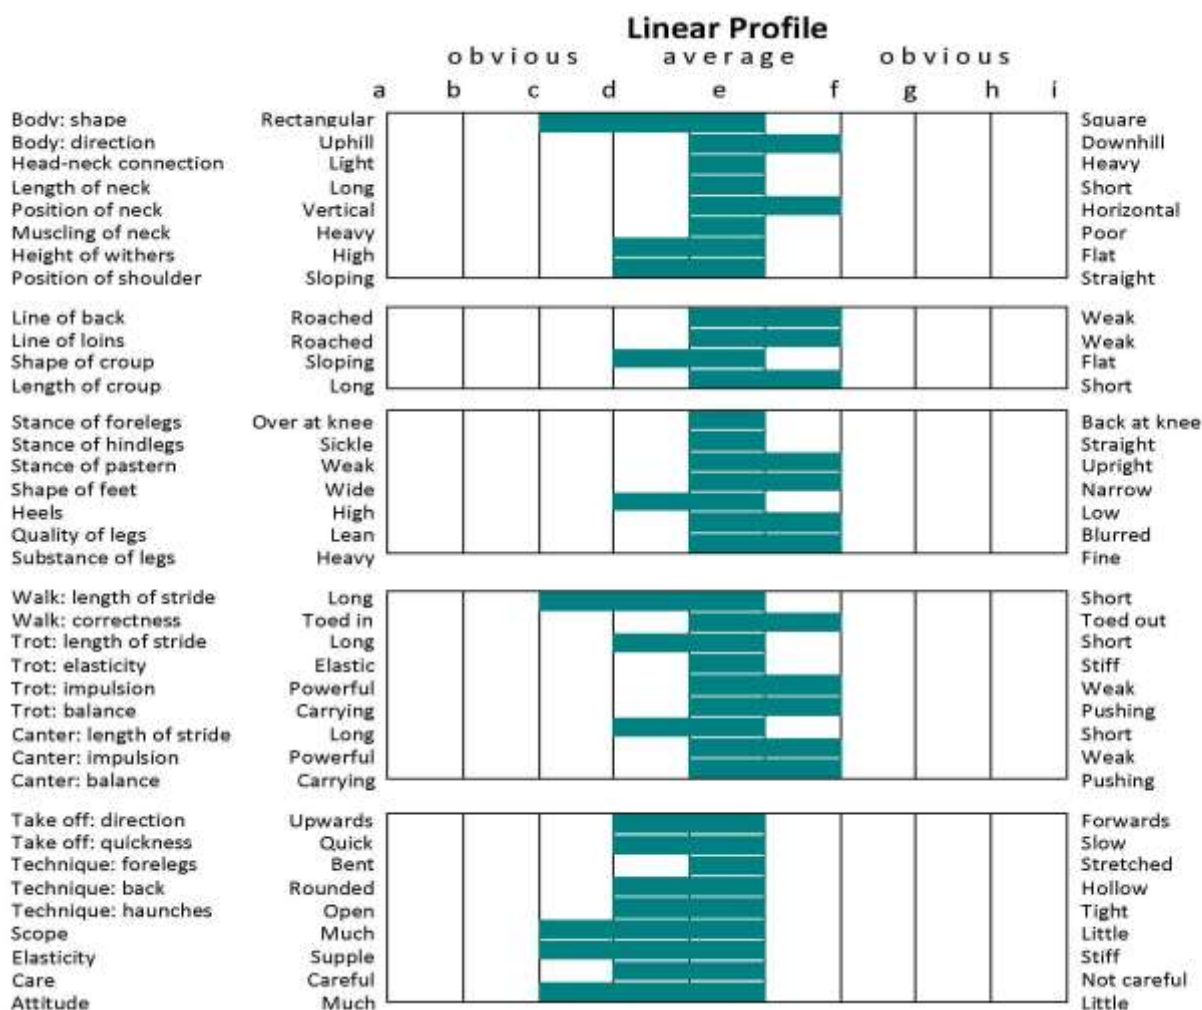 Linear Profile
obvious average obvious
a b c d e f g h i
Body: shape Rectangular Square
Body: direction Uphill Downhill
Head-neck connection Light Heavy
Length of neck Long Short
Position of neck Vertical Horizontal
Muscling of neck Heavy Poor
Height of withers High Flat
Position of shoulder Sloping Straight
Line of back Roached Weak
Line of loins Roached Weak
Shape of croup Sloping Flat
Length of croup Long Short
Stance of forelegs Over at knee Back at knee
Stance of hindlegs Sickle Straight
Stance of pastern Weak Upright
Shape of feet Wide Narrow
Heels High Low
Quality of legs Lean Blurred
Substance of legs Heavy Fine
Walk: length of stride Long Short
Walk: correctness Toed in Toed out
Trot: length of stride Long Short
Trot: elasticity Elastic Stiff
Trot: impulsion Powerful Weak
Trot: balance Carrying Pushing
Canter: length of stride Long Short
Canter: impulsion Powerful Weak
Canter: balance Carrying Pushing
Take off: direction Upwards Forwards
Take off: quickness Quick Slow
Technique: forelegs Bent Stretched
Technique: back Rounded Hollow
Technique: haunches Open Tight
Scope Much Little
Elasticity Supple Stiff
Care Careful Not careful
Attitude Much Little